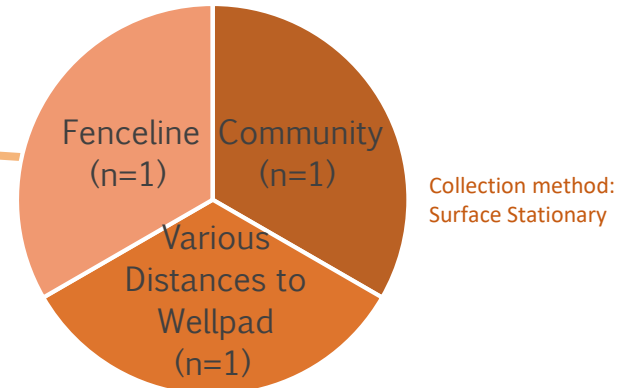 Fenceline
(n=1)
Community
(n=1)
Various
Distances to
Wellpad
(n=1)
Collection method:
Surface Stationary